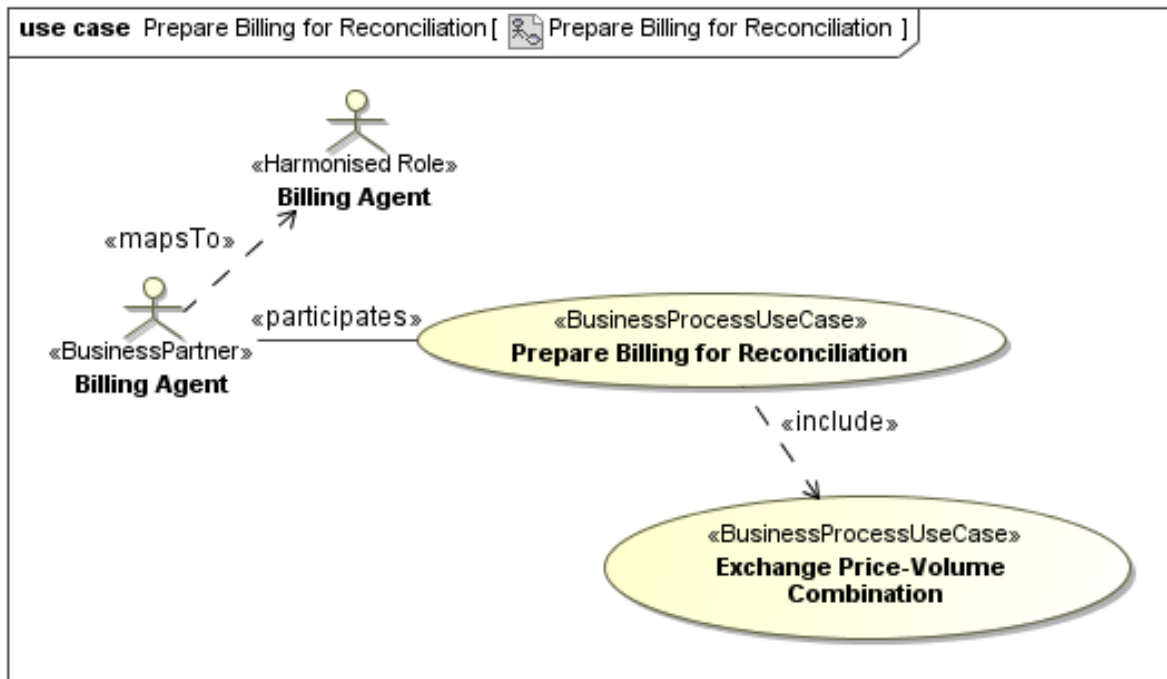 use case Prepare Billing for Reconciliation [ Prepare Billing for Reconciliation ]
«Harmonised Role»
Billing Agent
«mapsTo»
«BusinessPartner»
Billing Agent
«participates»
«BusinessProcessUseCase»
Prepare Billing for Reconciliation
«include»
«BusinessProcessUseCase»
Exchange Price-Volume
Combination